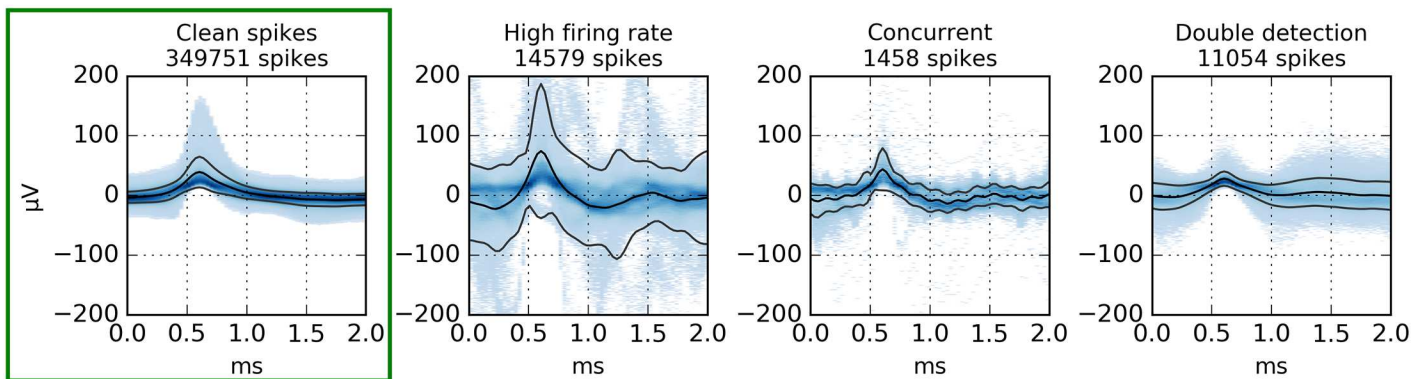 Clean spikes
349751 spikes
High firing rate
14579 spikes
Concurrent
1458 spikes
Double detection
11054 spikes
µV
200
100
0
−100
−200
0.0 0.5 1.0 1.5 2.0
ms
200
100
0
−100
−200
0.0 0.5 1.0 1.5 2.0
ms
200
100
0
−100
−200
0.0 0.5 1.0 1.5 2.0
ms
200
100
0
−100
−200
0.0 0.5 1.0 1.5 2.0
ms